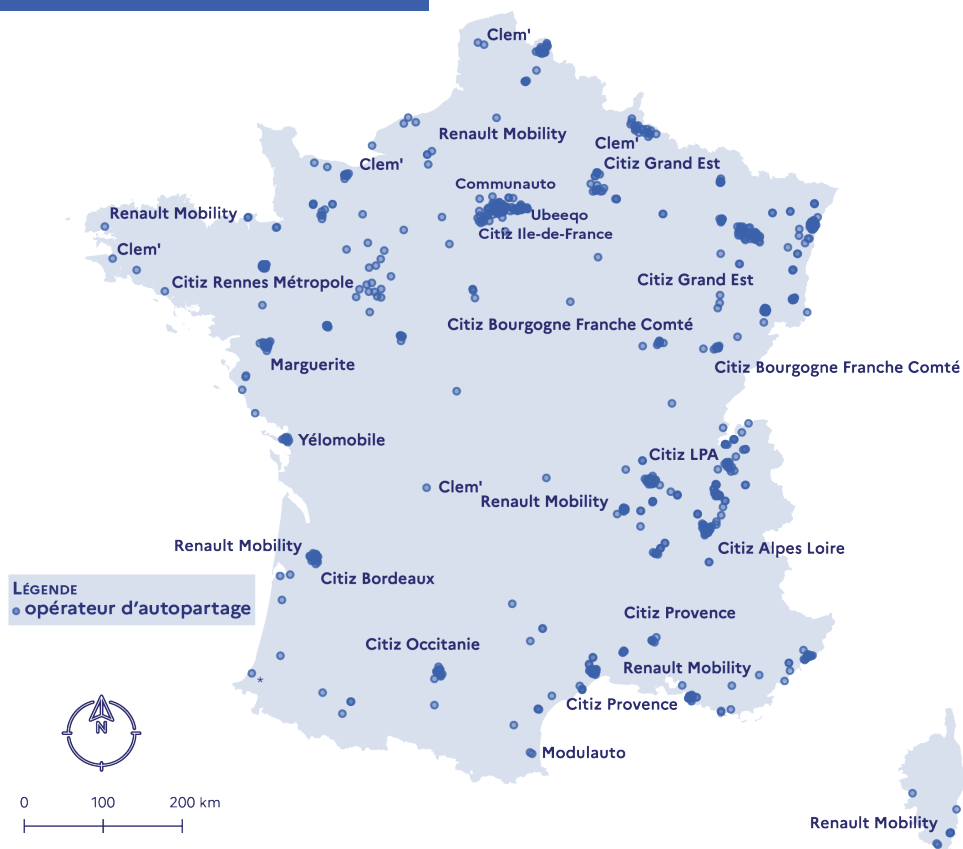 Clem'
Renault Mobility
Clem'
Citiz Grand Est
Clem'
Communauto
Renault Mobility
Ubeeqo
Citiz Ile-de-France
Clem'
Citiz Rennes Métropole
Citiz Grand Est
Citiz Bourgogne Franche Comté
Marguerite
Citiz Bourgogne Franche Comté
Yélomobile
Citiz LPA
Clem'
Renault Mobility
Renault Mobility
Citiz Alpes Loire
Citiz Bordeaux
LÉGENDE
opérateur d'autopartage
Citiz Provence
Citiz Occitanie
Renault Mobility
*
Citiz Provence
N
Modulauto
0 100 200 km
Renault Mobility